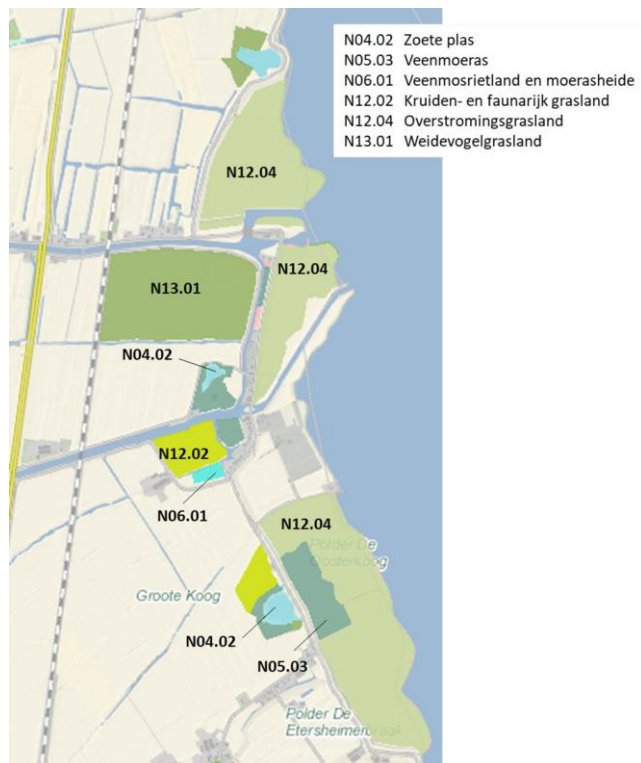 N04.02 Zoete plas
N05.03 Veenmoeras
N06.01 Veenmosrietland en moerasheide
N12.02 Kruiden- en faunarijk grasland
N12.04 Overstromingsgrasland
N13.01 Weidevogelgrasland
N12.04
N12.04
N13.01
N04.02
N12.02
N06.01
N12.04
Polder De
Oosterkoog
Groote Koog
N04.02
N05.03
Polder De
Etersheimerbraak